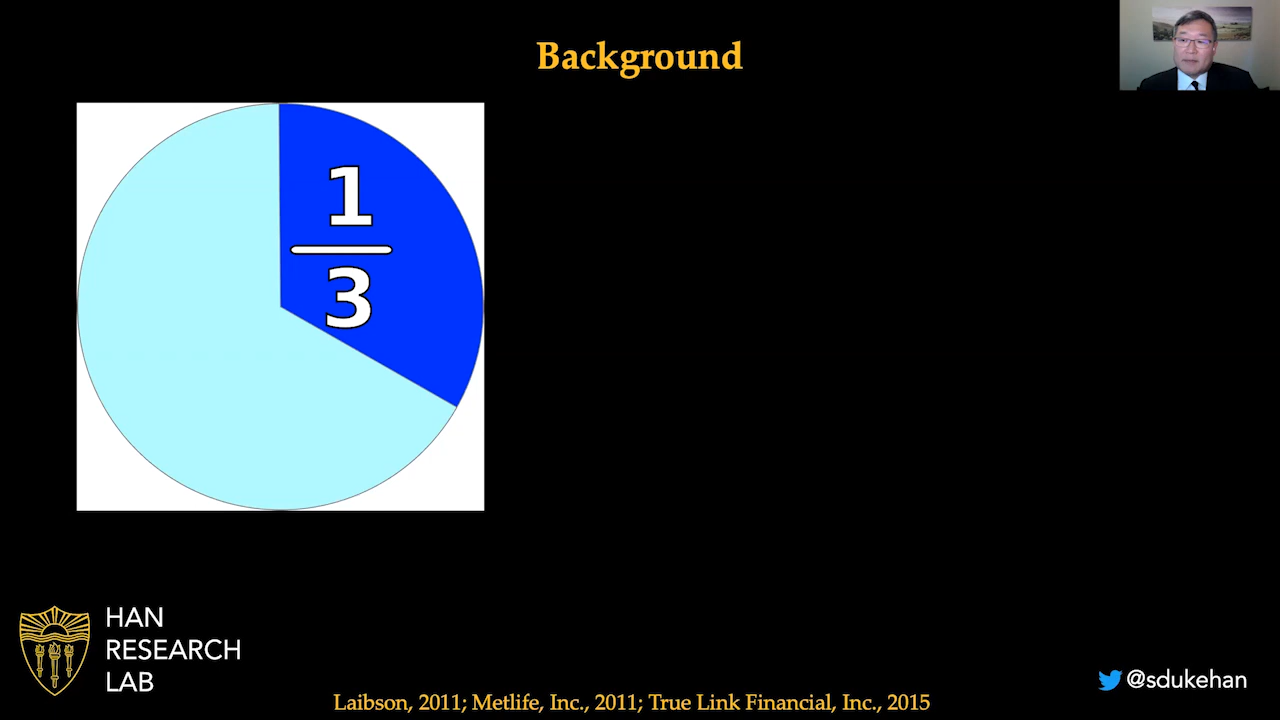 Background
1
3
HAN
RESEARCH
LAB
Laibson, 2011; Metlife, Inc., 2011; True Link Financial, Inc., 2015
@sdukehan